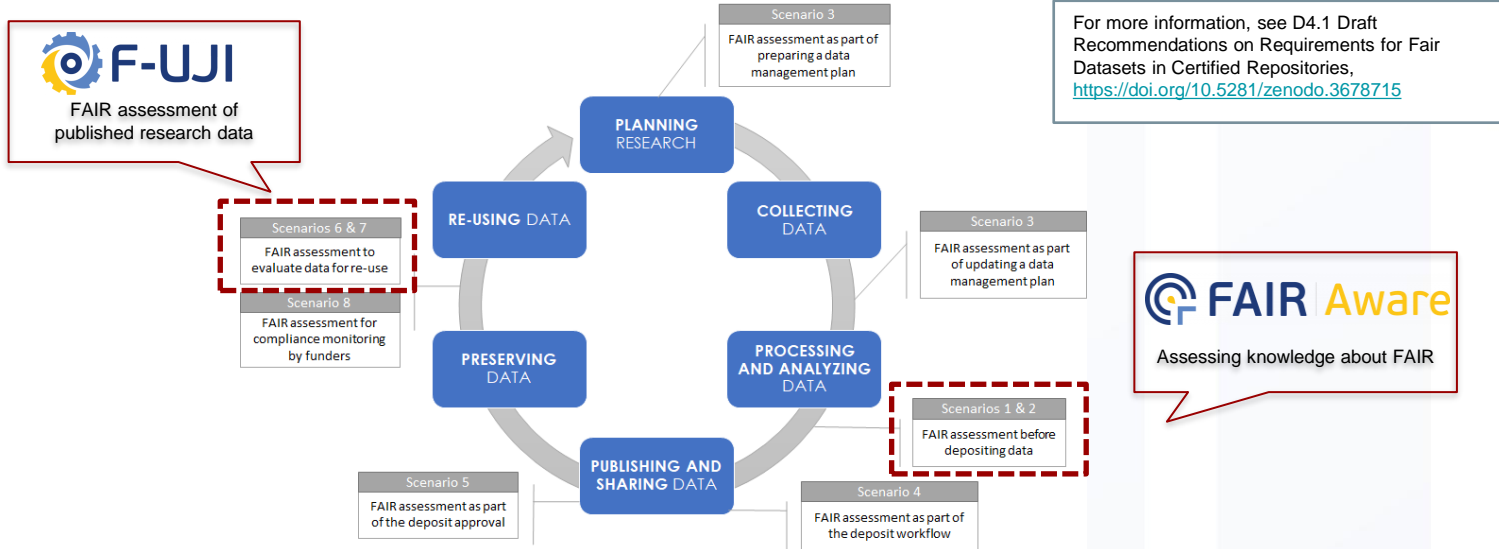 F-UJI
FAIR assessment of
published research data
Scenario 3
FAIR assessment as part of
preparing a data
management plan
For more information, see D4.1 Draft
Recommendations on Requirements for Fair
Datasets in Certified Repositories,
https://doi.org/10.5281/zenodo.3678715
PLANNING
RESEARCH
RE-USING DATA
COLLECTING
DATA
Scenarios 6 & 7
FAIR assessment to
evaluate data for re-use
Scenario 8
FAIR assessment for
compliance monitoring
by funders
Scenario 3
FAIR assessment as part
of updating a data
management plan
FAIR Aware
Assessing knowledge about FAIR
PRESERVING
DATA
PROCESSING
AND ANALYZING
DATA
Scenarios 1 & 2
FAIR assessment before
depositing data
PUBLISHING AND
SHARING DATA
Scenario 5
FAIR assessment as part
of the deposit approval
Scenario 4
FAIR assessment as part of
the deposit workflow